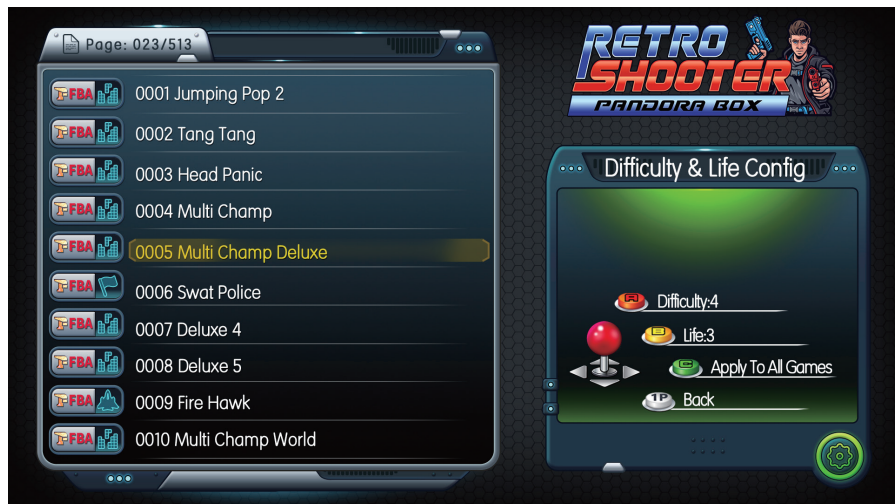 Page: 023/513
FBA 0001 Jumping Pop 2
FBA 0002 Tang Tang
FBA 0003 Head Panic
FBA 0004 Multi Champ
FBA 0005 Multi Champ Deluxe
FBA 0006 Swat Police
FBA 0007 Deluxe 4
FBA 0008 Deluxe 5
FBA 0009 Fire Hawk
FBA 0010 Multi Champ World
RETRO
SHOOTER
PANDORA BOX
Difficulty & Life Config
A Difficulty:4
B Life:3
C Apply To All Games
1P Back